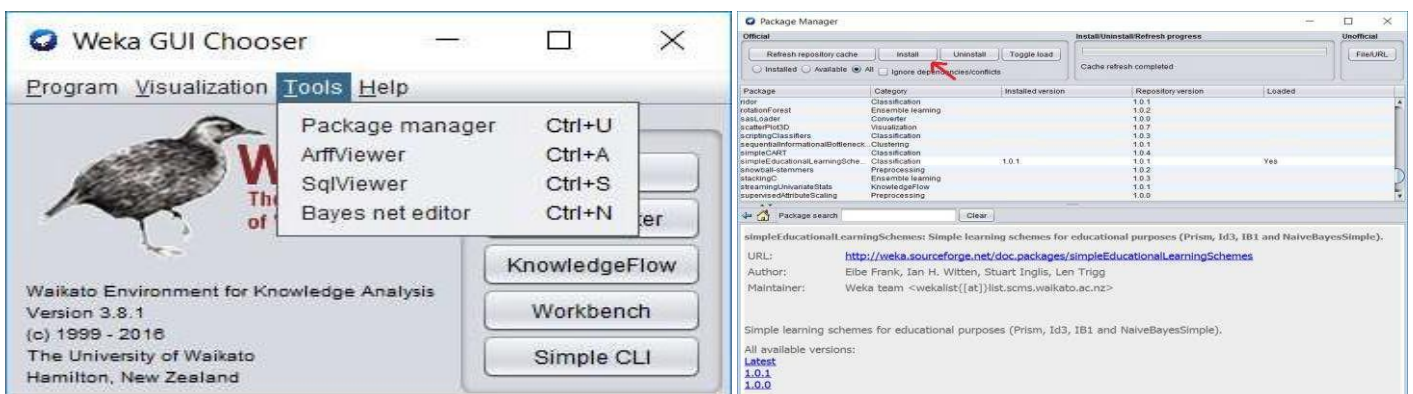 Weka GUI Chooser
Program Visualization Tools Help
Package manager Ctrl+U
ArffViewer Ctrl+A
SqlViewer Ctrl+S
Bayes net editor Ctrl+N
W
The
of
er
KnowledgeFlow
Workbench
Simple CLI
Waikato Environment for Knowledge Analysis
Version 3.8.1
(c) 1999 - 2016
The University of Waikato
Hamilton, New Zealand
Package Manager
Official Install/Uninstall/Refresh progress Unofficial
Refresh repository cache Install Uninstall Toggle load File/URL
Installed Available All Ignore dependencies/conflicts Cache refresh completed
Package Category Installed version Repository version Loaded
ridor Classification 1.0.1
rotationForest Ensemble learning 1.0.2
sasLoader Converter 1.0.0
scatterPlot3D Visualization 1.0.7
scriptingClassifiers Classification 1.0.3
sequentialInformationalBottleneck... Clustering 1.0.1
simpleCART Classification 1.0.4
simpleEducationalLearningSche... Classification 1.0.1 1.0.1 Yes
snowball-stemmers Preprocessing 1.0.2
stackingC Ensemble learning 1.0.3
streamingUnivariateStats KnowledgeFlow 1.0.1
supervisedAttributeScaling Preprocessing 1.0.0
Package search Clear
simpleEducationalLearningSchemes: Simple learning schemes for educational purposes (Prism, Id3, IB1 and NaiveBayesSimple).
URL: http://weka.sourceforge.net/doc.packages/simpleEducationalLearningSchemes
Author: Eibe Frank, Ian H. Witten, Stuart Inglis, Len Trigg
Maintainer: Weka team <wekalist{[at]}list.scms.waikato.ac.nz>
Simple learning schemes for educational purposes (Prism, Id3, IB1 and NaiveBayesSimple).
All available versions:
Latest
1.0.1
1.0.0